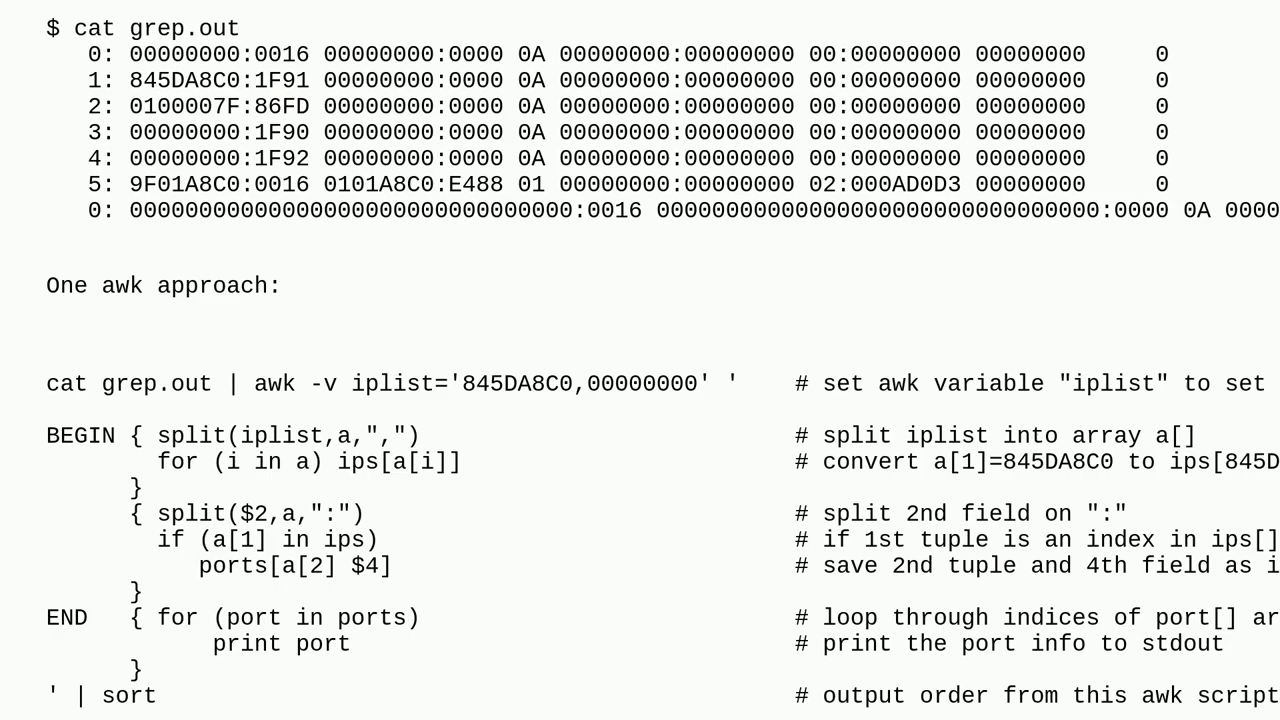 $ cat grep.out
   0: 00000000:0016 00000000:0000 0A 00000000:00000000 00:00000000 00000000     0
   1: 845DA8C0:1F91 00000000:0000 0A 00000000:00000000 00:00000000 00000000     0
   2: 0100007F:86FD 00000000:0000 0A 00000000:00000000 00:00000000 00000000     0
   3: 00000000:1F90 00000000:0000 0A 00000000:00000000 00:00000000 00000000     0
   4: 00000000:1F92 00000000:0000 0A 00000000:00000000 00:00000000 00000000     0
   5: 9F01A8C0:0016 0101A8C0:E488 01 00000000:00000000 02:000AD0D3 00000000     0
   0: 00000000000000000000000000000000:0016 00000000000000000000000000000000:0000 0A 0000
One awk approach:
cat grep.out | awk -v iplist='845DA8C0,00000000' '    # set awk variable "iplist" to set
BEGIN { split(iplist,a,",")                           # split iplist into array a[]
        for (i in a) ips[a[i]]                        # convert a[1]=845DA8C0 to ips[845D
      }
      { split($2,a,":")                               # split 2nd field on ":"
        if (a[1] in ips)                              # if 1st tuple is an index in ips[]
           ports[a[2] $4]                             # save 2nd tuple and 4th field as i
      }
END   { for (port in ports)                           # loop through indices of port[] ar
            print port                                # print the port info to stdout
      }
' | sort                                              # output order from this awk script